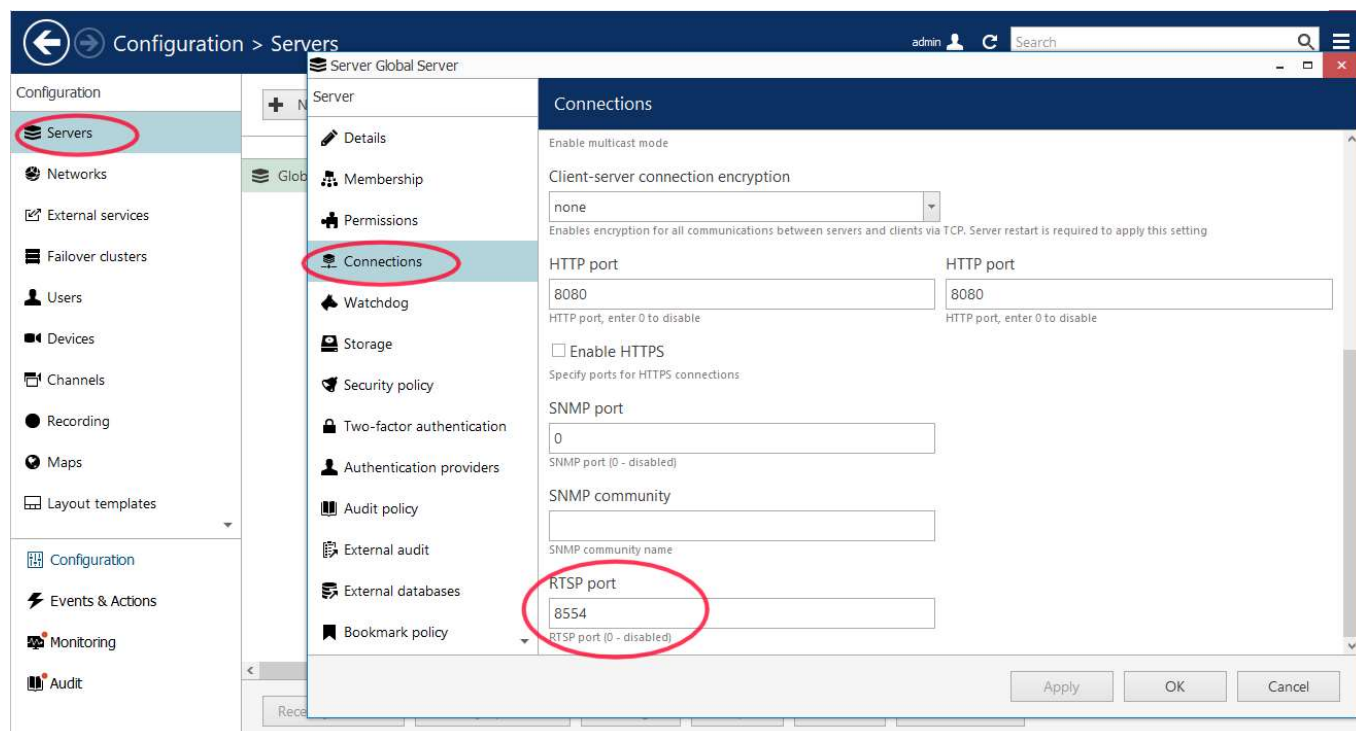 Configuration > Servers
admin
Search
Configuration
Servers
Networks
External services
Failover clusters
Users
Devices
Channels
Recording
Maps
Layout templates
Configuration
Events & Actions
Monitoring
Audit
N
Glob
Rece
Server Global Server
Server
Details
Membership
Permissions
Connections
Watchdog
Storage
Security policy
Two-factor authentication
Authentication providers
Audit policy
External audit
External databases
Bookmark policy
Connections
Enable multicast mode
Client-server connection encryption
none
Enables encryption for all communications between servers and clients via TCP. Server restart is required to apply this setting
HTTP port HTTP port
8080 8080
HTTP port, enter 0 to disable HTTP port, enter 0 to disable
Enable HTTPS
Specify ports for HTTPS connections
SNMP port
0
SNMP port (0 - disabled)
SNMP community
SNMP community name
RTSP port
8554
RTSP port (0 - disabled)
Apply OK Cancel